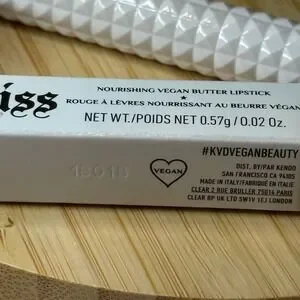 iss
NOURISHING VEGAN BUTTER LIPSTICK
★
ROUGE À LÈVRES NOURRISSANT AU BEURRE VÉGAN
NET WT./POIDS NET 0.57g / 0.02 Oz.
#KVDVEGANBEAUTY
VEGAN
DIST. BY/PAR KENDO
SAN FRANCISCO CA 94105
MADE IN ITALY/FABRIQUÉ EN ITALIE
CLEAR 2 RUE BRULLER 75014 PARIS
CLEAR RP UK LTD SW1V 1EJ LONDON